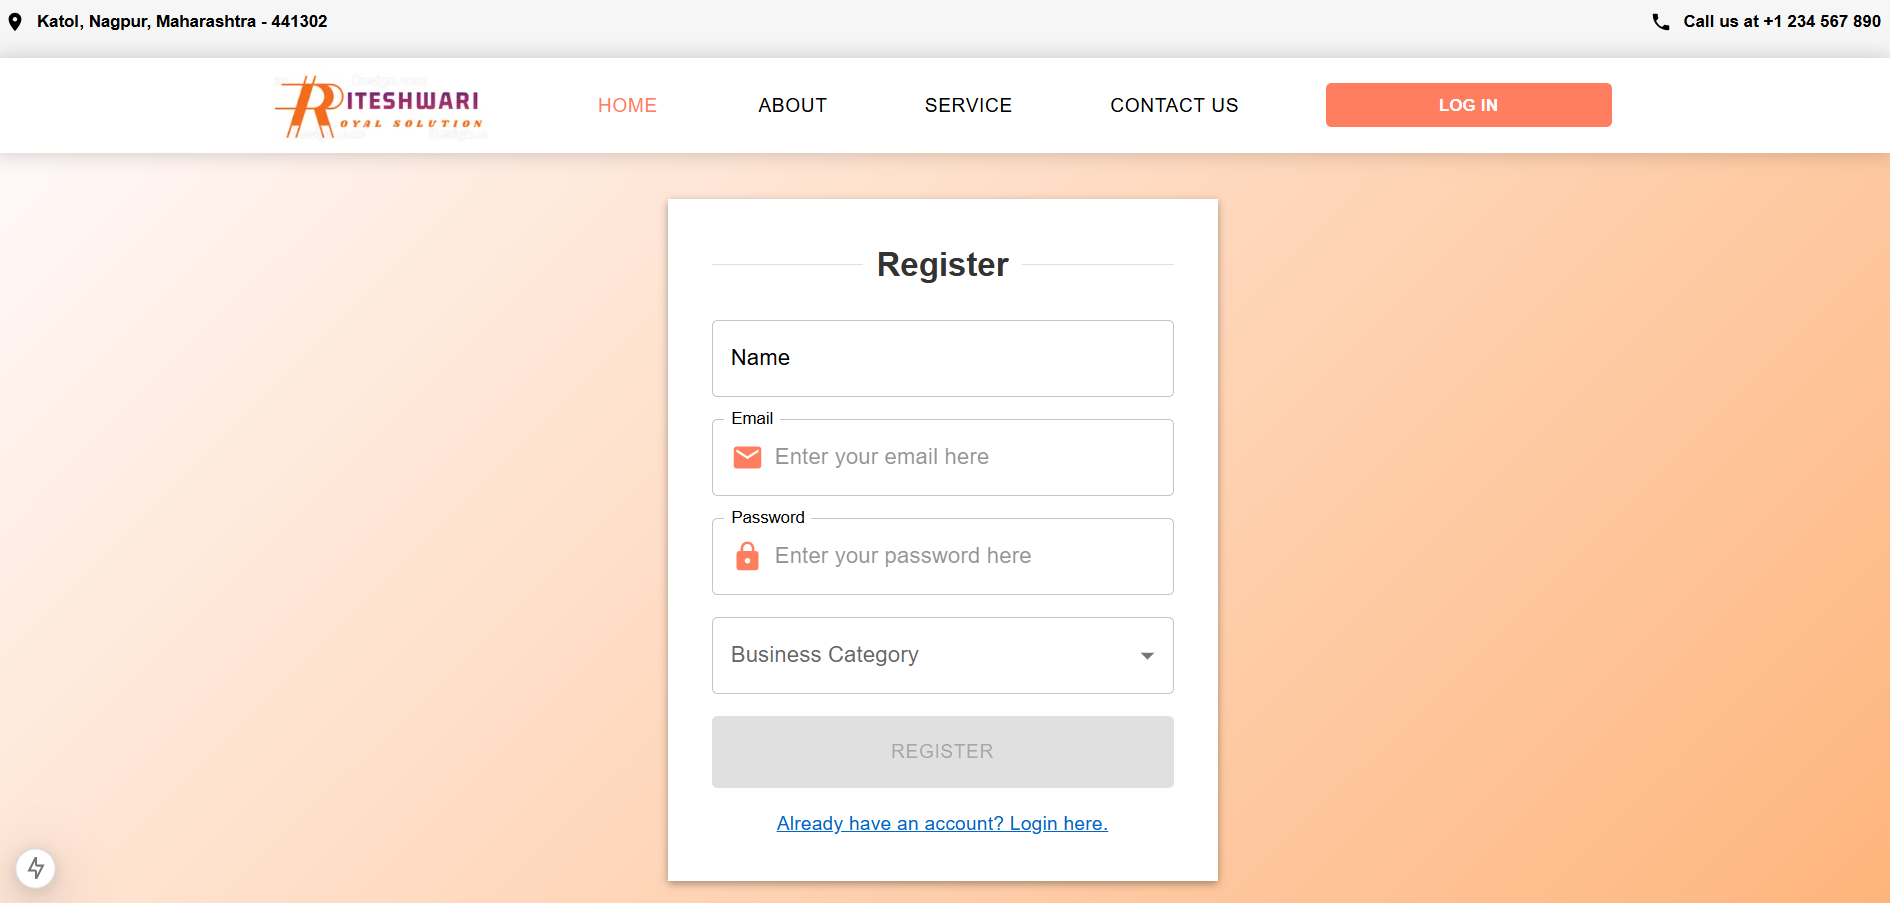 Katol, Nagpur, Maharashtra - 441302
Call us at +1 234 567 890
RITESHWARI
ROYAL SOLUTION
HOME
ABOUT
SERVICE
CONTACT US
LOG IN
Register
Name
Email
Enter your email here
Password
Enter your password here
Business Category
REGISTER
Already have an account? Login here.